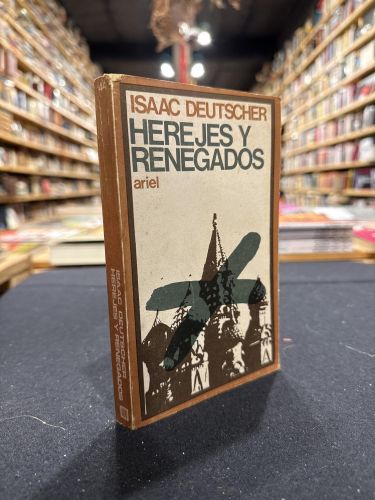 ISAAC DEUTSCHER
HEREJES Y
RENEGADOS
ariel
ISAAC DEUTSCHER
HEREJES Y RENEGADOS